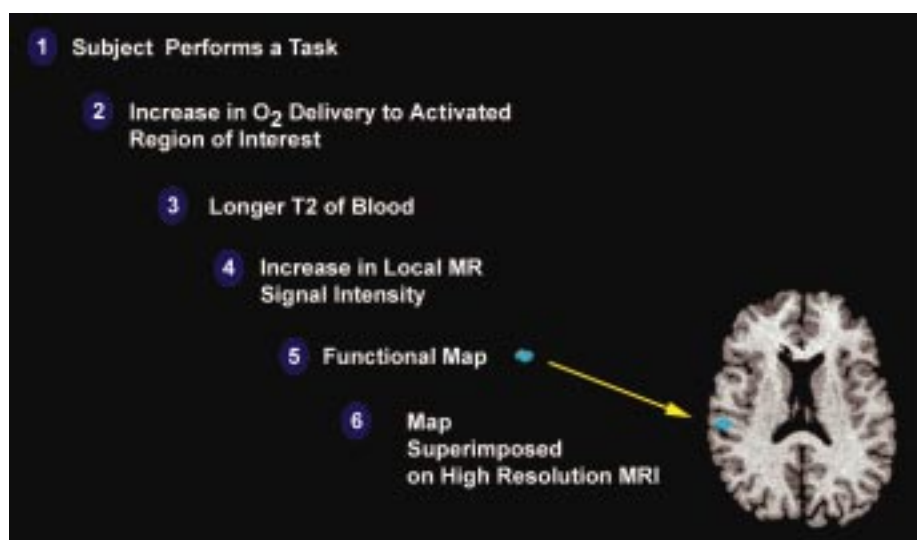 1 Subject Performs a Task
2 Increase in O2 Delivery to Activated
Region of Interest
3 Longer T2 of Blood
4 Increase in Local MR
Signal Intensity
5 Functional Map
6 Map
Superimposed
on High Resolution MRI